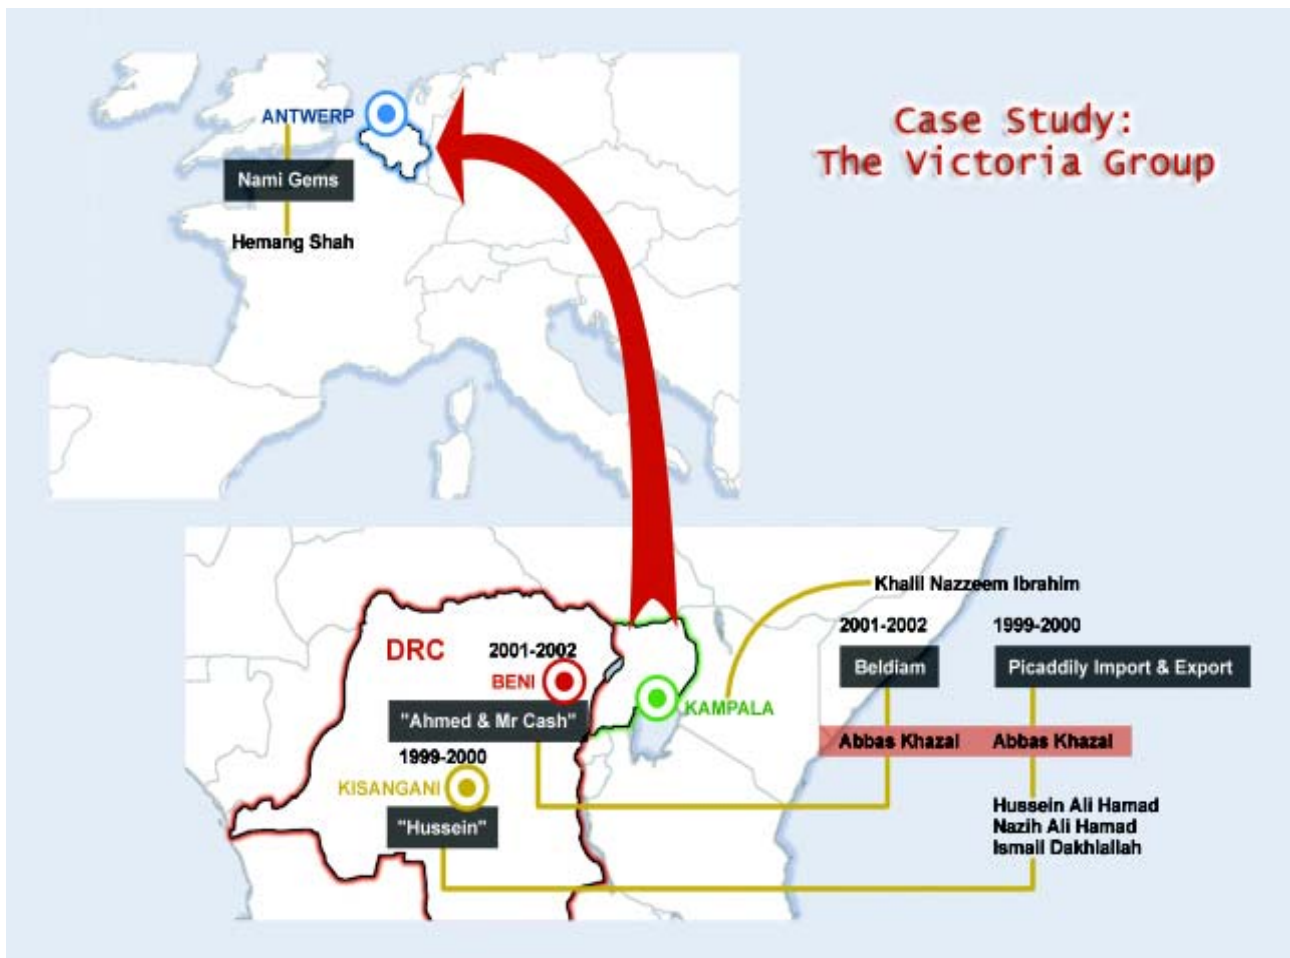 Case Study:
The Victoria Group
ANTWERP
Nami Gems
Hemang Shah
Khalil Nazzeem Ibrahim
2001-2002
Beldiam
Abbas Khazal
1999-2000
Picaddily Import & Export
Abbas Khazal
Hussein Ali Hamad
Nazih Ali Hamad
Ismail Dakhlallah
DRC
2001-2002
BENI
"Ahmed & Mr Cash"
KAMPALA
1999-2000
KISANGANI
"Hussein"